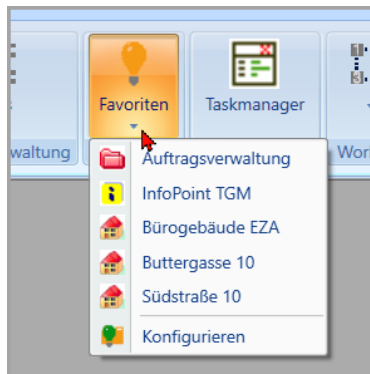 Favoriten
Taskmanager
waltung
Wor
Auftragsverwaltung
InfoPoint TGM
Bürogebäude EZA
Buttergasse 10
Südstraße 10
Konfigurieren